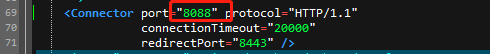 69 <Connector port="8088" protocol="HTTP/1.1"
70 connectionTimeout="20000"
71 redirectPort="8443" />